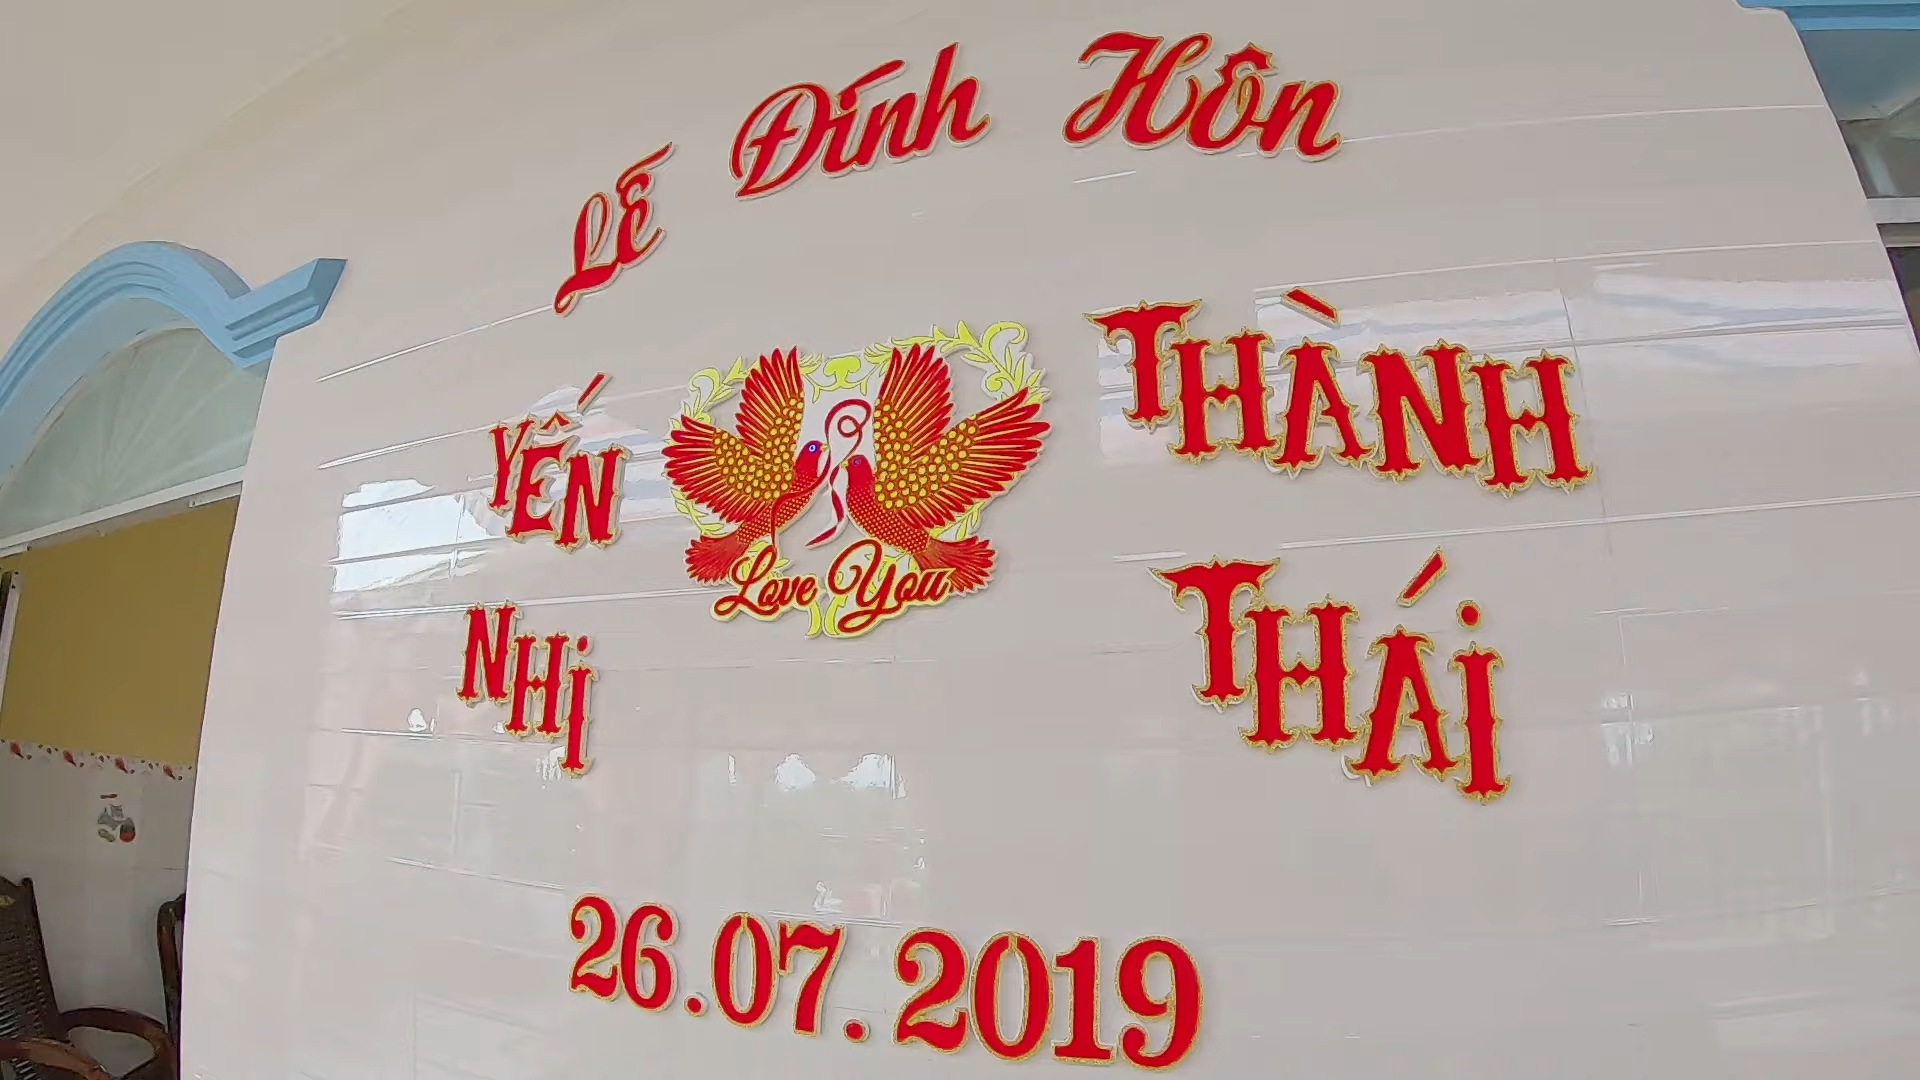 Lễ Đính Hôn
YẾN
NHI
Love You
THÀNH
THÁI
26.07.2019